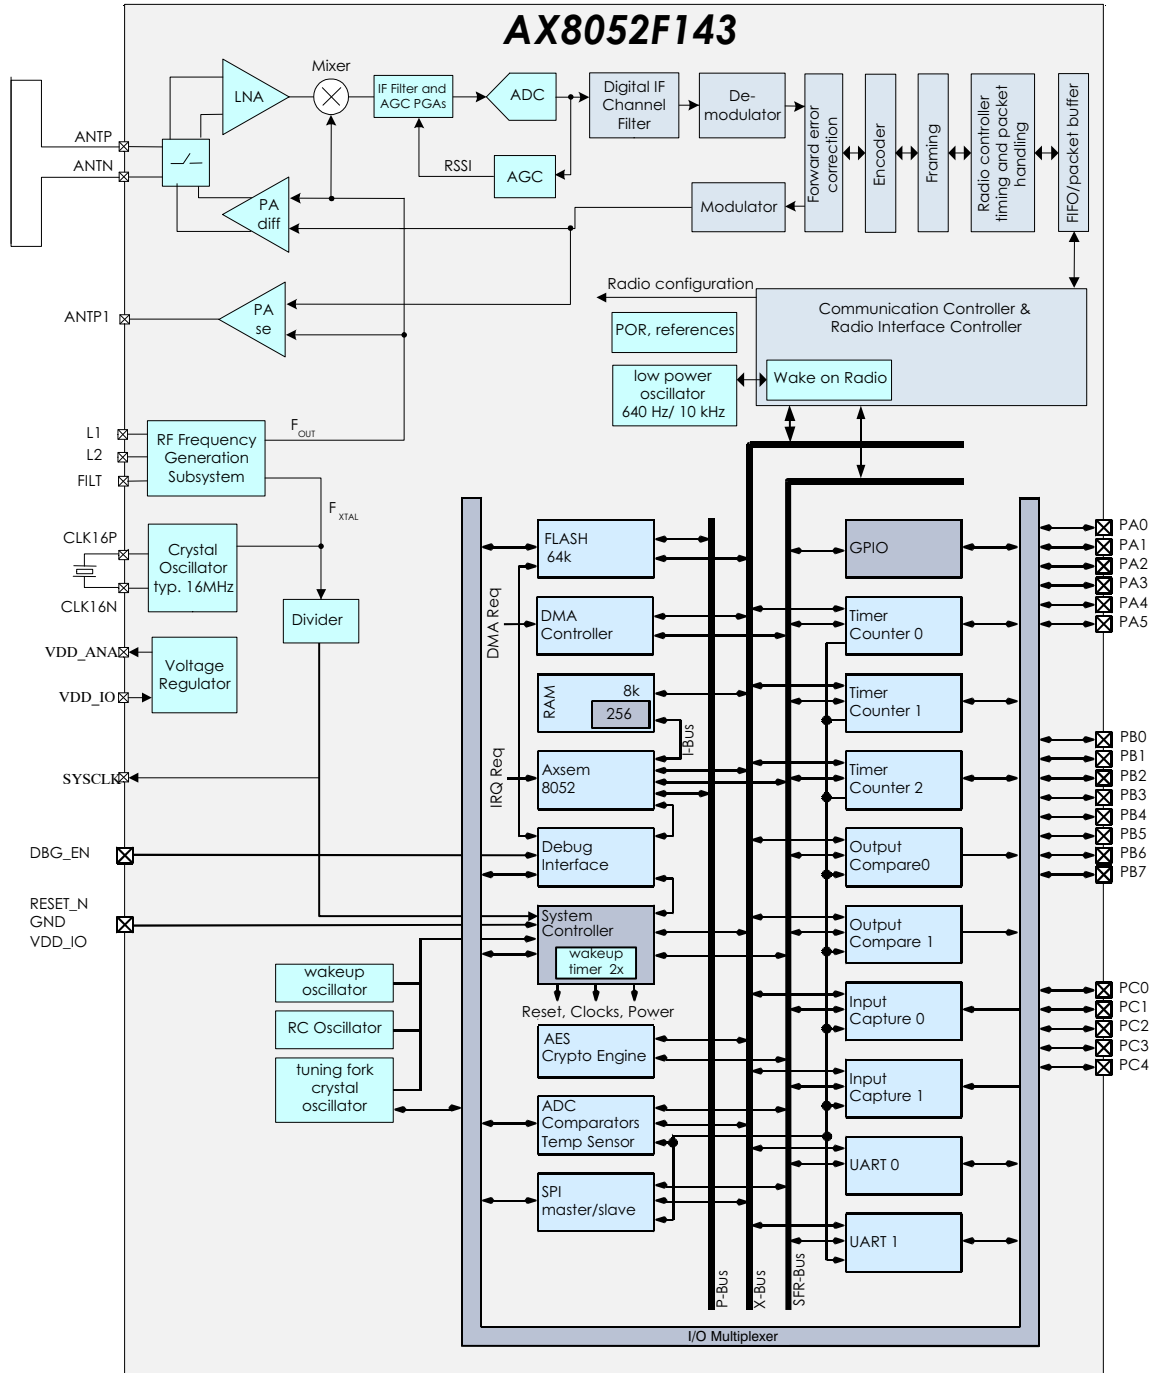 AX8052F143
Mixer
LNA
IF Filter and
AGC PGAs
ADC
Digital IF
Channel
Filter
De-
modulator
Forward error
correction
Encoder
Framing
Radio controller
timing and packet
handling
FIFO/packet buffer
ANTP
ANTN
RSSI
AGC
PA
diff
Modulator
Radio configuration
Communication Controller &
Radio Interface Controller
ANTP1
PA
se
POR, references
low power
oscillator
640 Hz/ 10 kHz
Wake on Radio
L1
L2
FILT
RF Frequency
Generation
Subsystem
FOUT
FXTAL
CLK16P
CLK16N
Crystal
Oscillator
typ. 16MHz
Divider
VDD_ANA
VDD_IO
Voltage
Regulator
SYSCLK
DBG_EN
RESET_N
GND
VDD_IO
wakeup
oscillator
RC Oscillator
tuning fork
crystal
oscillator
DMA Req
IRQ Req
FLASH
64k
DMA
Controller
RAM
8k
256
I-Bus
Axsem
8052
Debug
Interface
System
Controller
wakeup
timer 2x
Reset, Clocks, Power
AES
Crypto Engine
ADC
Comparators
Temp Sensor
SPI
master/slave
P-Bus
X-Bus
SFR-Bus
GPIO
Timer
Counter 0
Timer
Counter 1
Timer
Counter 2
Output
Compare0
Output
Compare 1
Input
Capture 0
Input
Capture 1
UART 0
UART 1
I/O Multiplexer
PA0
PA1
PA2
PA3
PA4
PA5
PB0
PB1
PB2
PB3
PB4
PB5
PB6
PB7
PC0
PC1
PC2
PC3
PC4